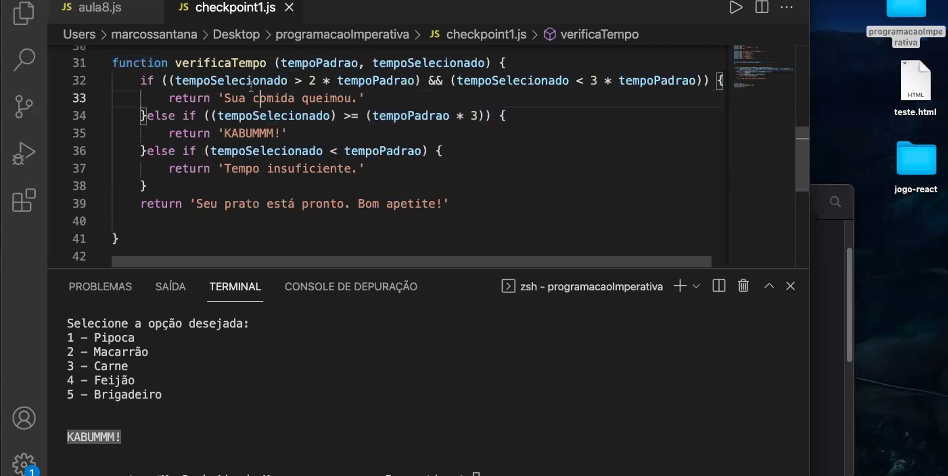 aula8.js
checkpoint1.js
Users > marcossantana > Desktop > programacaoImperativa > checkpoint1.js > verificaTempo
31 function verificaTempo (tempoPadrao, tempoSelecionado) {
32 if ((tempoSelecionado > 2 * tempoPadrao) && (tempoSelecionado < 3 * tempoPadrao)) {
33 return 'Sua comida queimou.'
34 }else if ((tempoSelecionado) >= (tempoPadrao * 3)) {
35 return 'KABUMMM!'
36 }else if (tempoSelecionado < tempoPadrao) {
37 return 'Tempo insuficiente.'
38 }
39 return 'Seu prato está pronto. Bom apetite!'
40
41 }
42
PROBLEMAS SAÍDA TERMINAL CONSOLE DE DEPURAÇÃO zsh - programacaoImperativa
Selecione a opção desejada:
1 - Pipoca
2 - Macarrão
3 - Carne
4 - Feijão
5 - Brigadeiro
KABUMMM!
1
programacaoImp
erativa
HTML
teste.html
jogo-react